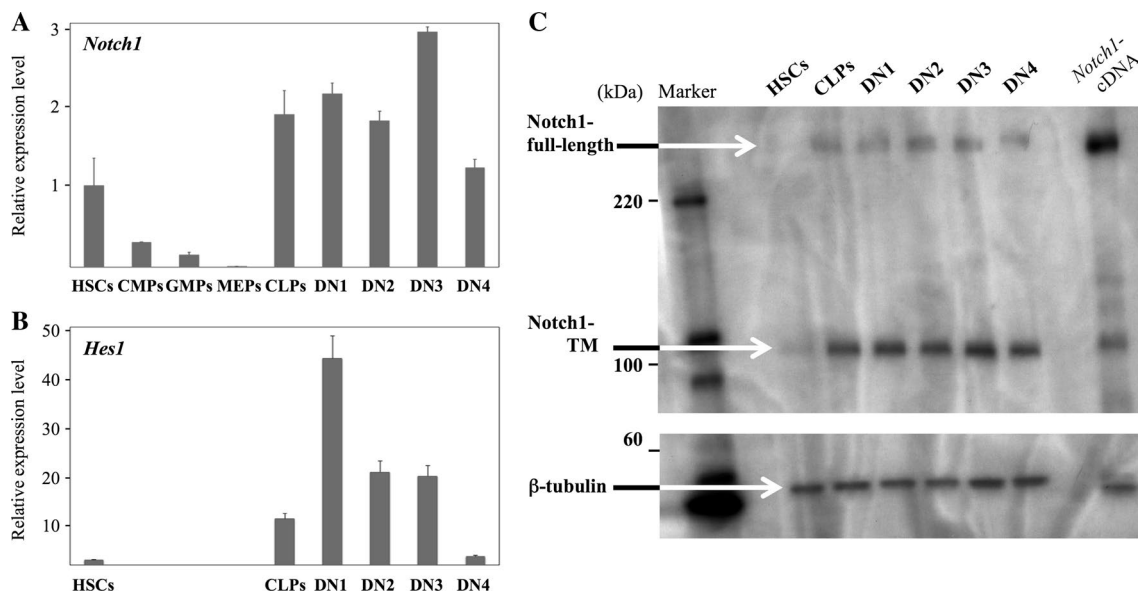 A
Relative expression level
Notch1
3
2
1
HSCs CMPs GMPs MEPs CLPs DN1 DN2 DN3 DN4
B
Relative expression level
Hes1
50
40
30
20
10
HSCs CLPs DN1 DN2 DN3 DN4
C
(kDa) Marker HSCs CLPs DN1 DN2 DN3 DN4 Notch1-
cDNA
Notch1-
full-length
220
Notch1-
TM
100
60
β-tubulin